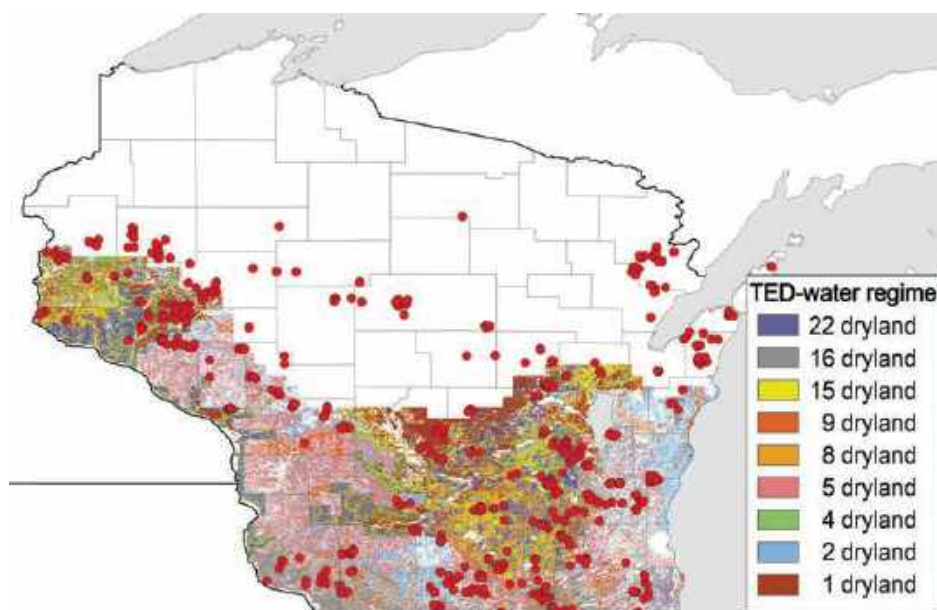 TED-water regime
22 dryland
16 dryland
15 dryland
9 dryland
8 dryland
5 dryland
4 dryland
2 dryland
1 dryland